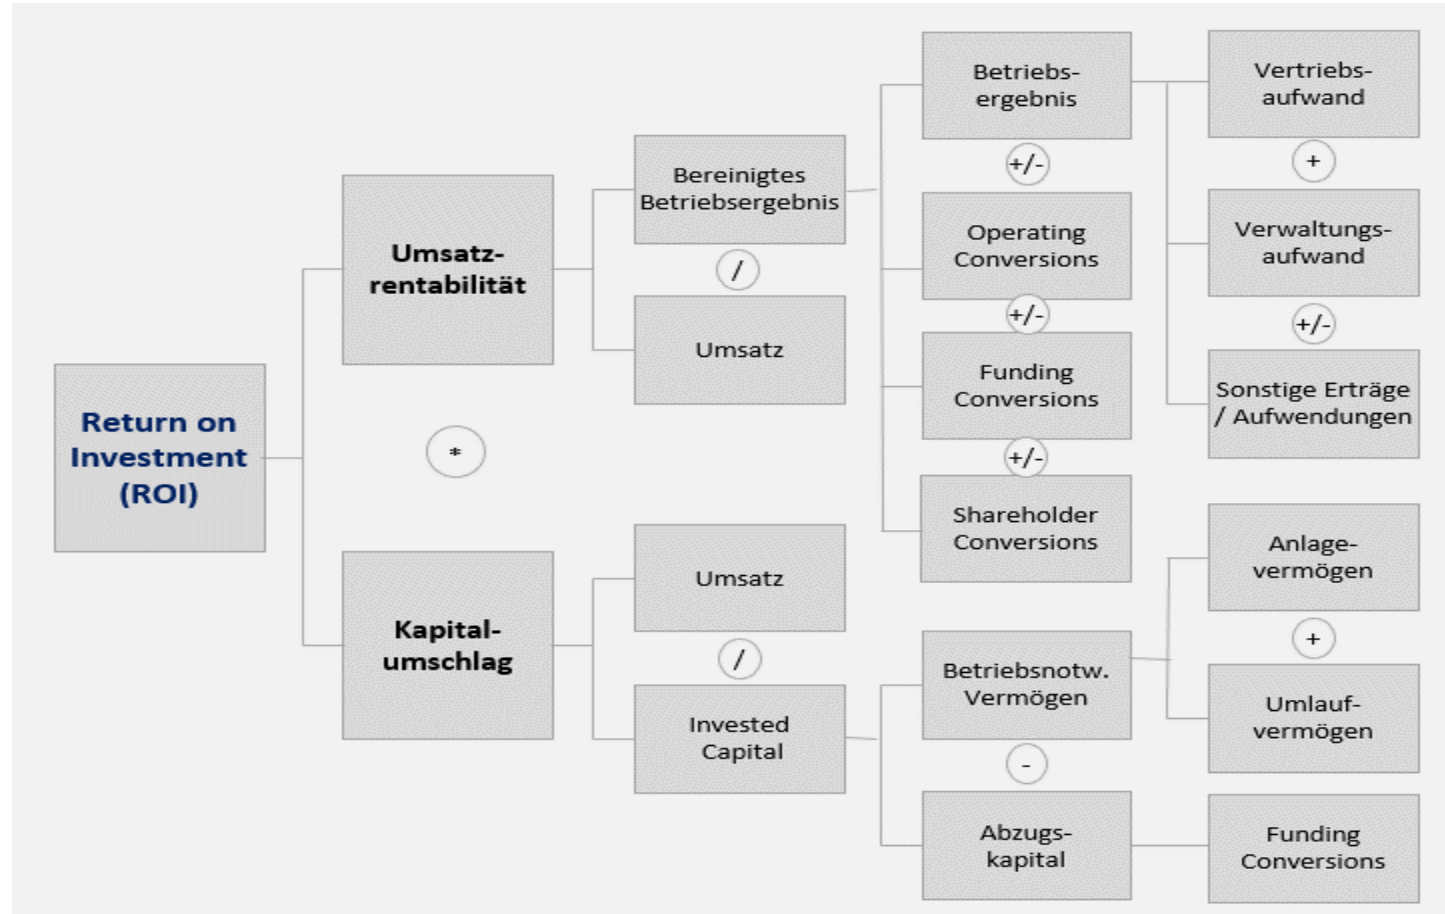 Return on
Investment
(ROI)
Umsatz-
rentabilität
*
Kapital-
umschlag
Bereinigtes
Betriebsergebnis
/
Umsatz
Umsatz
/
Invested
Capital
Betriebs-
ergebnis
+/-
Operating
Conversions
+/-
Funding
Conversions
+/-
Shareholder
Conversions
Betriebsnotw.
Vermögen
-
Abzugs-
kapital
Vertriebs-
aufwand
+
Verwaltungs-
aufwand
+/-
Sonstige Erträge
/ Aufwendungen
Anlage-
vermögen
+
Umlauf-
vermögen
Funding
Conversions